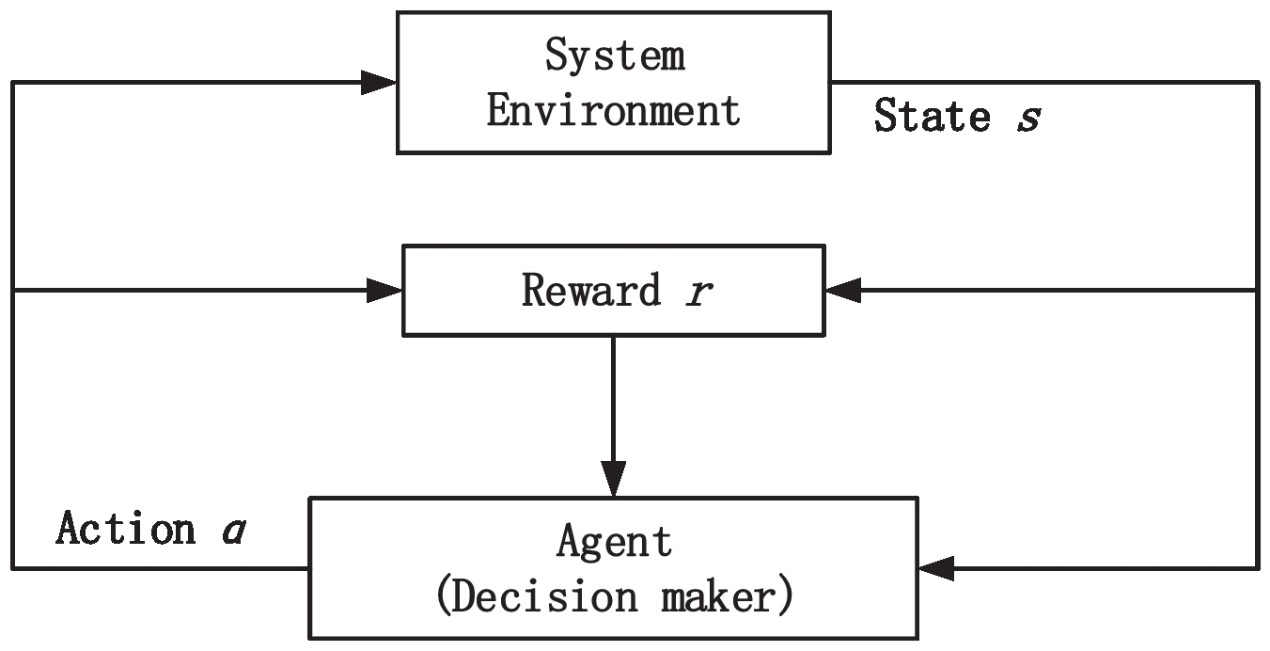 System
Environment
State s
Reward r
Action a
Agent
(Decision maker)